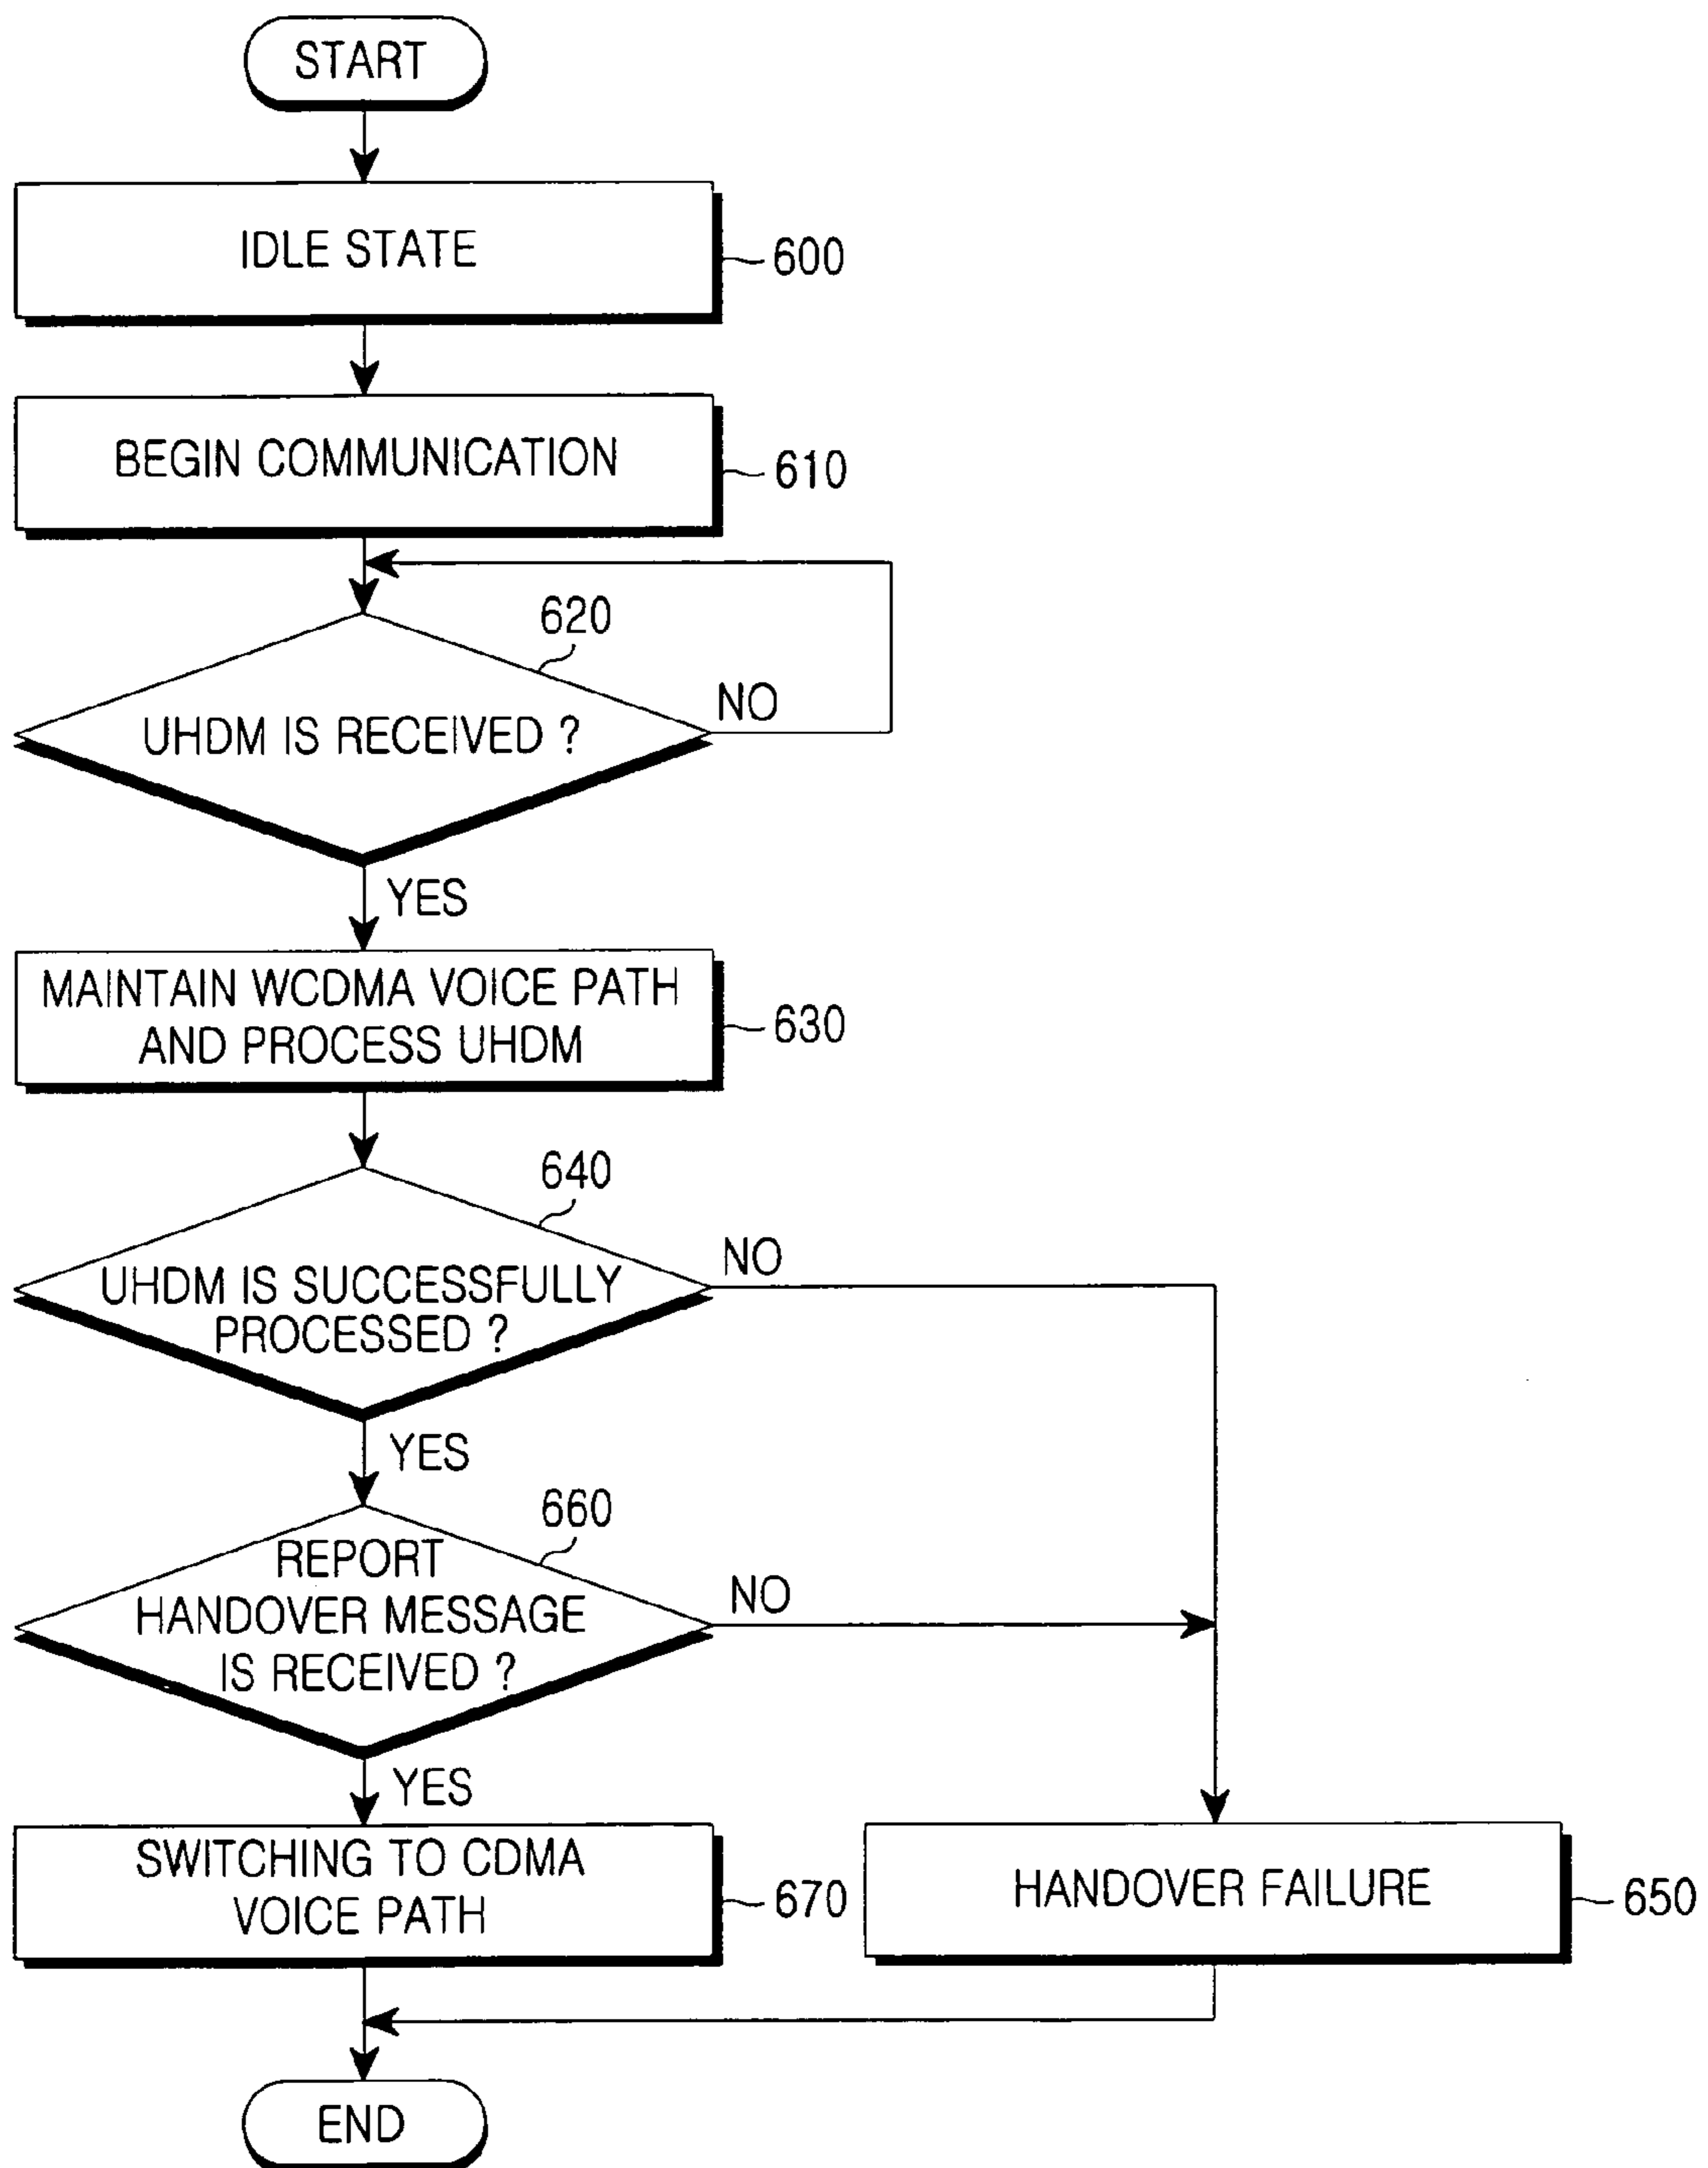 START
IDLE STATE
600
BEGIN COMMUNICATION
610
620
UHDM IS RECEIVED ?
NO
YES
MAINTAIN WCDMA VOICE PATH
AND PROCESS UHDM
630
640
UHDM IS SUCCESSFULLY
PROCESSED ?
NO
YES
660
REPORT
HANDOVER MESSAGE
IS RECEIVED ?
NO
YES
SWITCHING TO CDMA
VOICE PATH
670
HANDOVER FAILURE
650
END